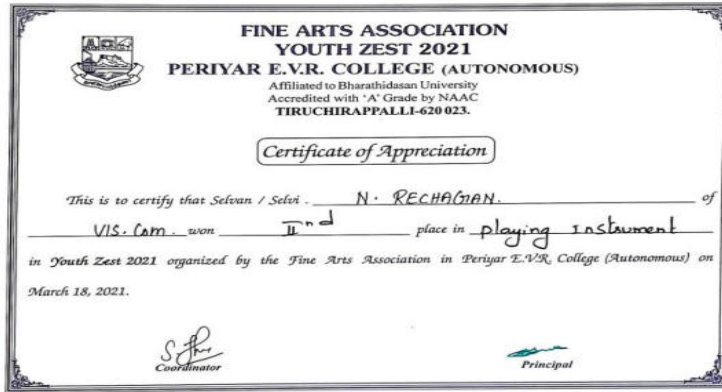 FINE ARTS ASSOCIATION
YOUTH ZEST 2021
PERIYAR E.V.R. COLLEGE (AUTONOMOUS)
Affiliated to Bharathidasan University
Accredited with 'A' Grade by NAAC
TIRUCHIRAPPALLI-620 023.
Certificate of Appreciation
This is to certify that Selvan / Selvi . N. RECHAGIAN. of
VIS. Com. won IInd place in playing Instrument
in Youth Zest 2021 organized by the Fine Arts Association in Periyar E.V.R. College (Autonomous) on
March 18, 2021.
Coordinator
Principal